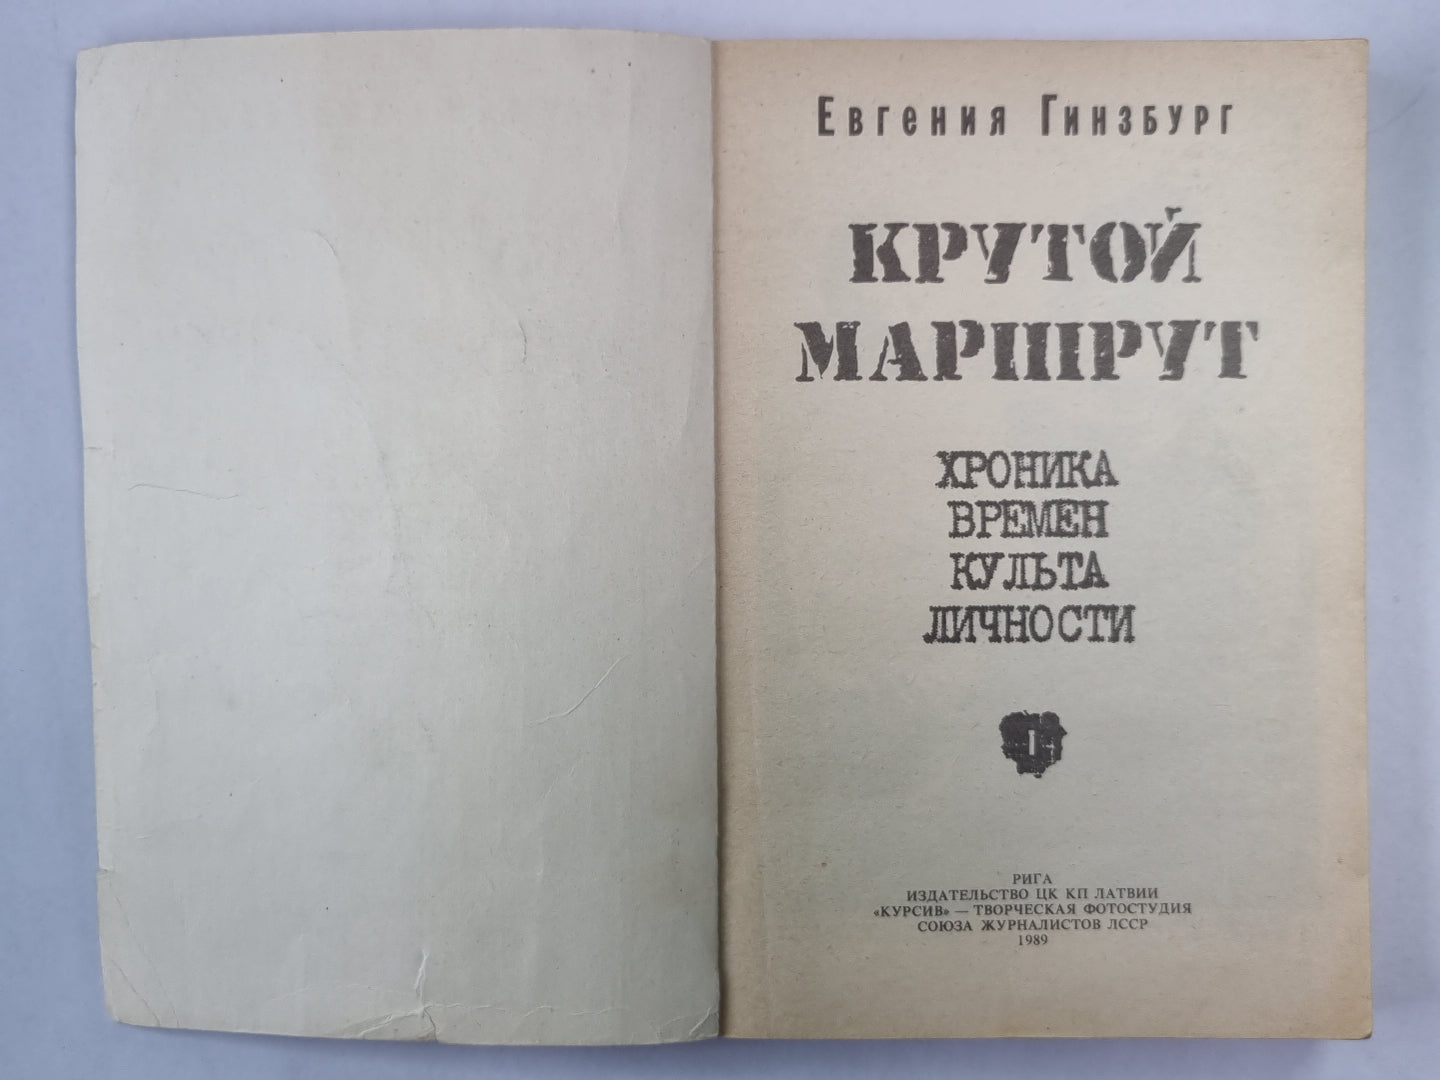 Евгения Гинзбург
КРУТОЙ
МАРШРУТ
ХРОНИКА
ВРЕМЕН
КУЛЬТА
ЛИЧНОСТИ
I
РИГА
ИЗДАТЕЛЬСТВО ЦК КП ЛАТВИИ
«КУРСИВ» — ТВОРЧЕСКАЯ ФОТОСТУДИЯ
СОЮЗА ЖУРНАЛИСТОВ ЛССР
1989